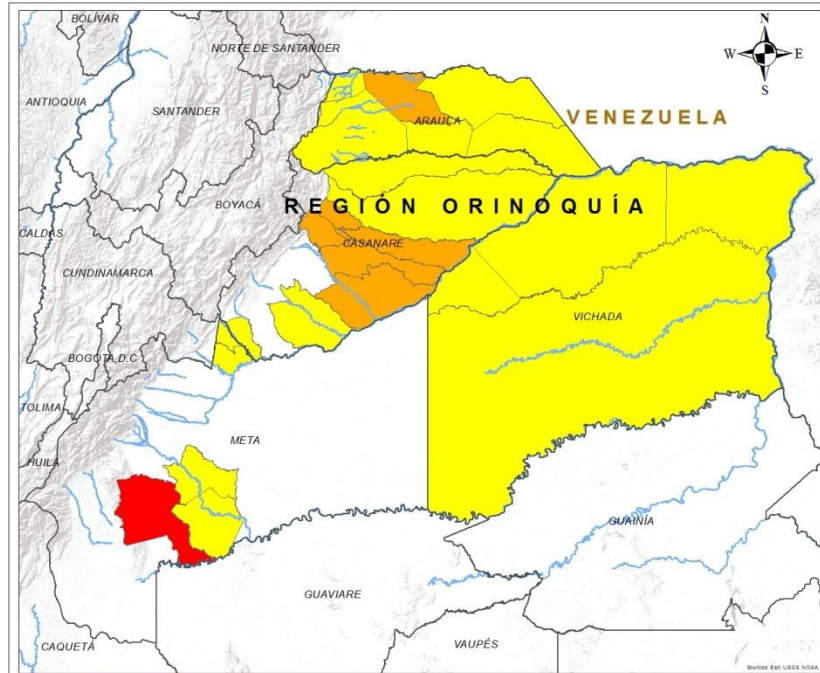 BOLÍVAR
N
NORTE DE SANTANDER
W E
S
ANTIOQUIA
SANTANDER
ARAUCA
VENEZUELA
BOYACÁ
REGIÓN ORINOQUÍA
CALDAS
CASANARE
CUNDINAMARCA
VICHADA
BOGOTÁ D.C
TOLIMA
META
HUILA
GUAINÍA
GUAVIARE
CAQUETÁ
VAUPÉS
Sources: Esri, USGS, NOAA